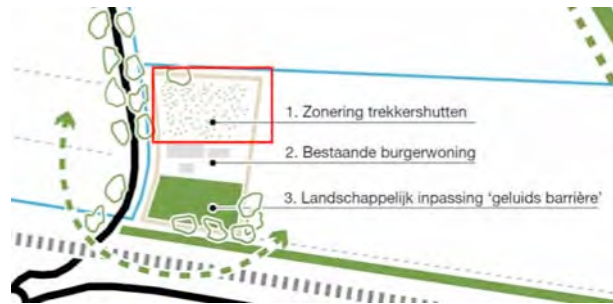 1. Zonering trekkershutten
2. Bestaande burgerwoning
3. Landschappelijk inpassing ‘geluids barrière’